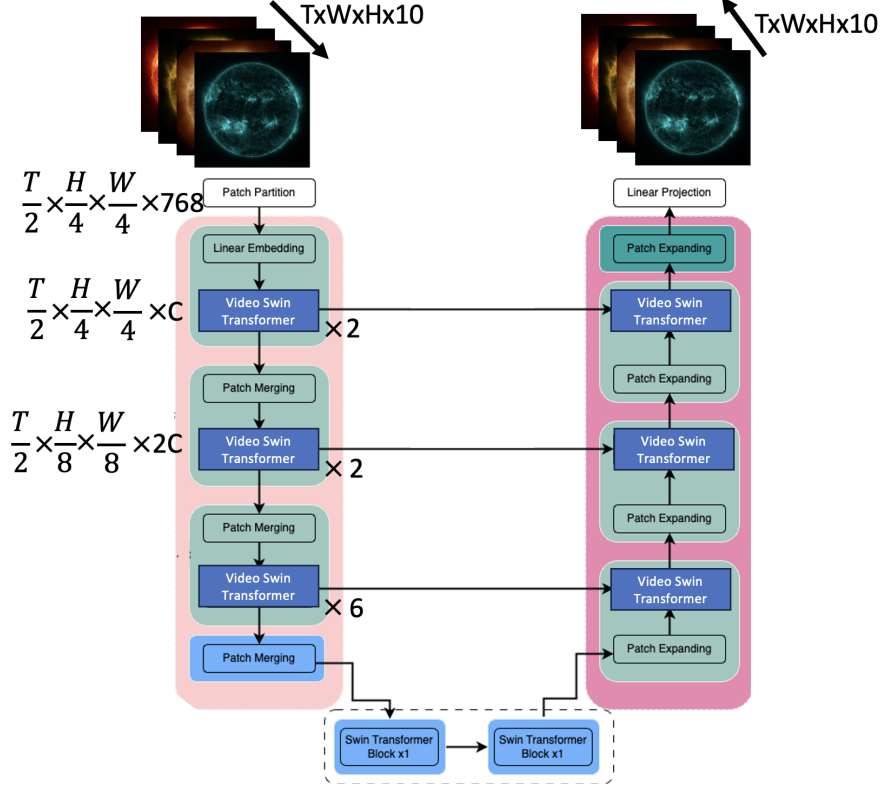 TxWxHx10
TxWxHx10
T/2 × H/4 × W/4 ×768
Patch Partition
Linear Embedding
T/2 × H/4 × W/4 ×C
Video Swin
Transformer
×2
Patch Merging
T/2 × H/8 × W/8 ×2C
Video Swin
Transformer
×2
Patch Merging
Video Swin
Transformer
× 6
Patch Merging
Swin Transformer
Block x1
Swin Transformer
Block x1
Linear Projection
Patch Expanding
Video Swin
Transformer
Patch Expanding
Video Swin
Transformer
Patch Expanding
Video Swin
Transformer
Patch Expanding